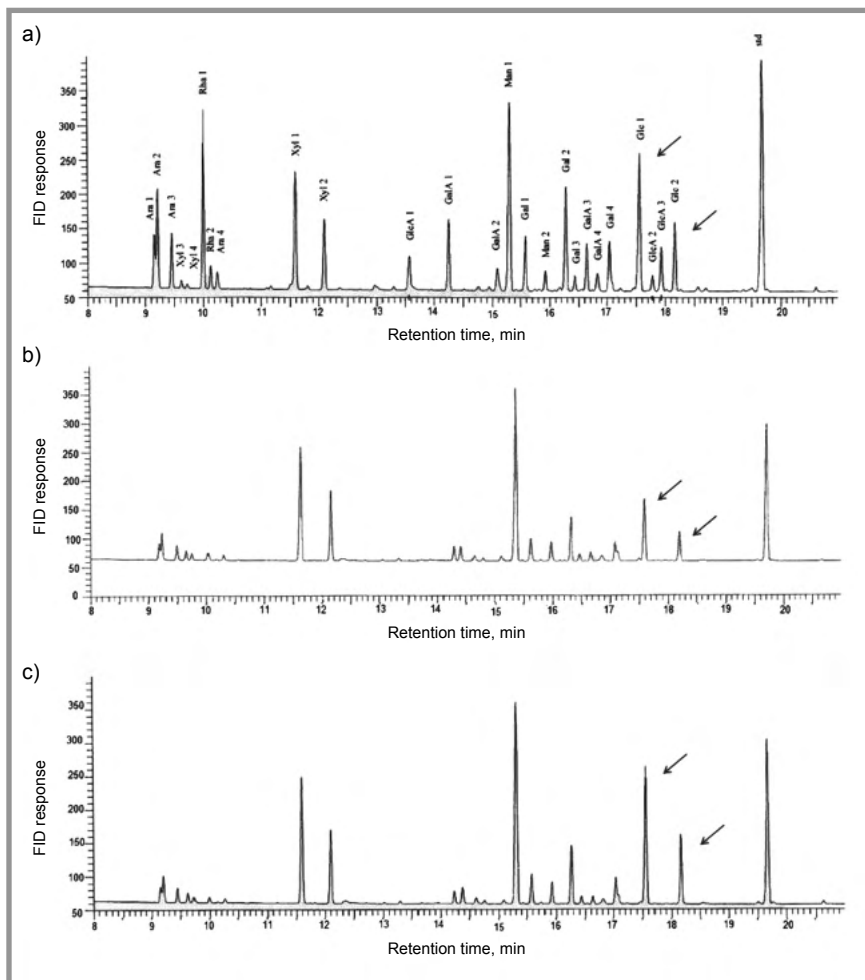 a)
FID response
350
300
250
200
150
100
50
Ara 1
Ara 2
Ara 3
Xyl 3
Xyl 4
Rha 1
Rha 2
Ara 4
Xyl 1
Xyl 2
GlcA 1
GalA 1
GalA 2
Man 1
Gal 1
Man 2
Gal 2
Gal 3
GalA 3
GalA 4
Gal 4
Glc 1
GlcA 2
GlcA 3
Glc 2
std
8 9 10 11 12 13 14 15 16 17 18 19 20
Retention time, min
b)
FID response
350
300
250
200
150
100
50
0
8 9 10 11 12 13 14 15 16 17 18 19 20
Retention time, min
c)
FID response
350
300
250
200
150
100
50
8 9 10 11 12 13 14 15 16 17 18 19 20
Retention time, min